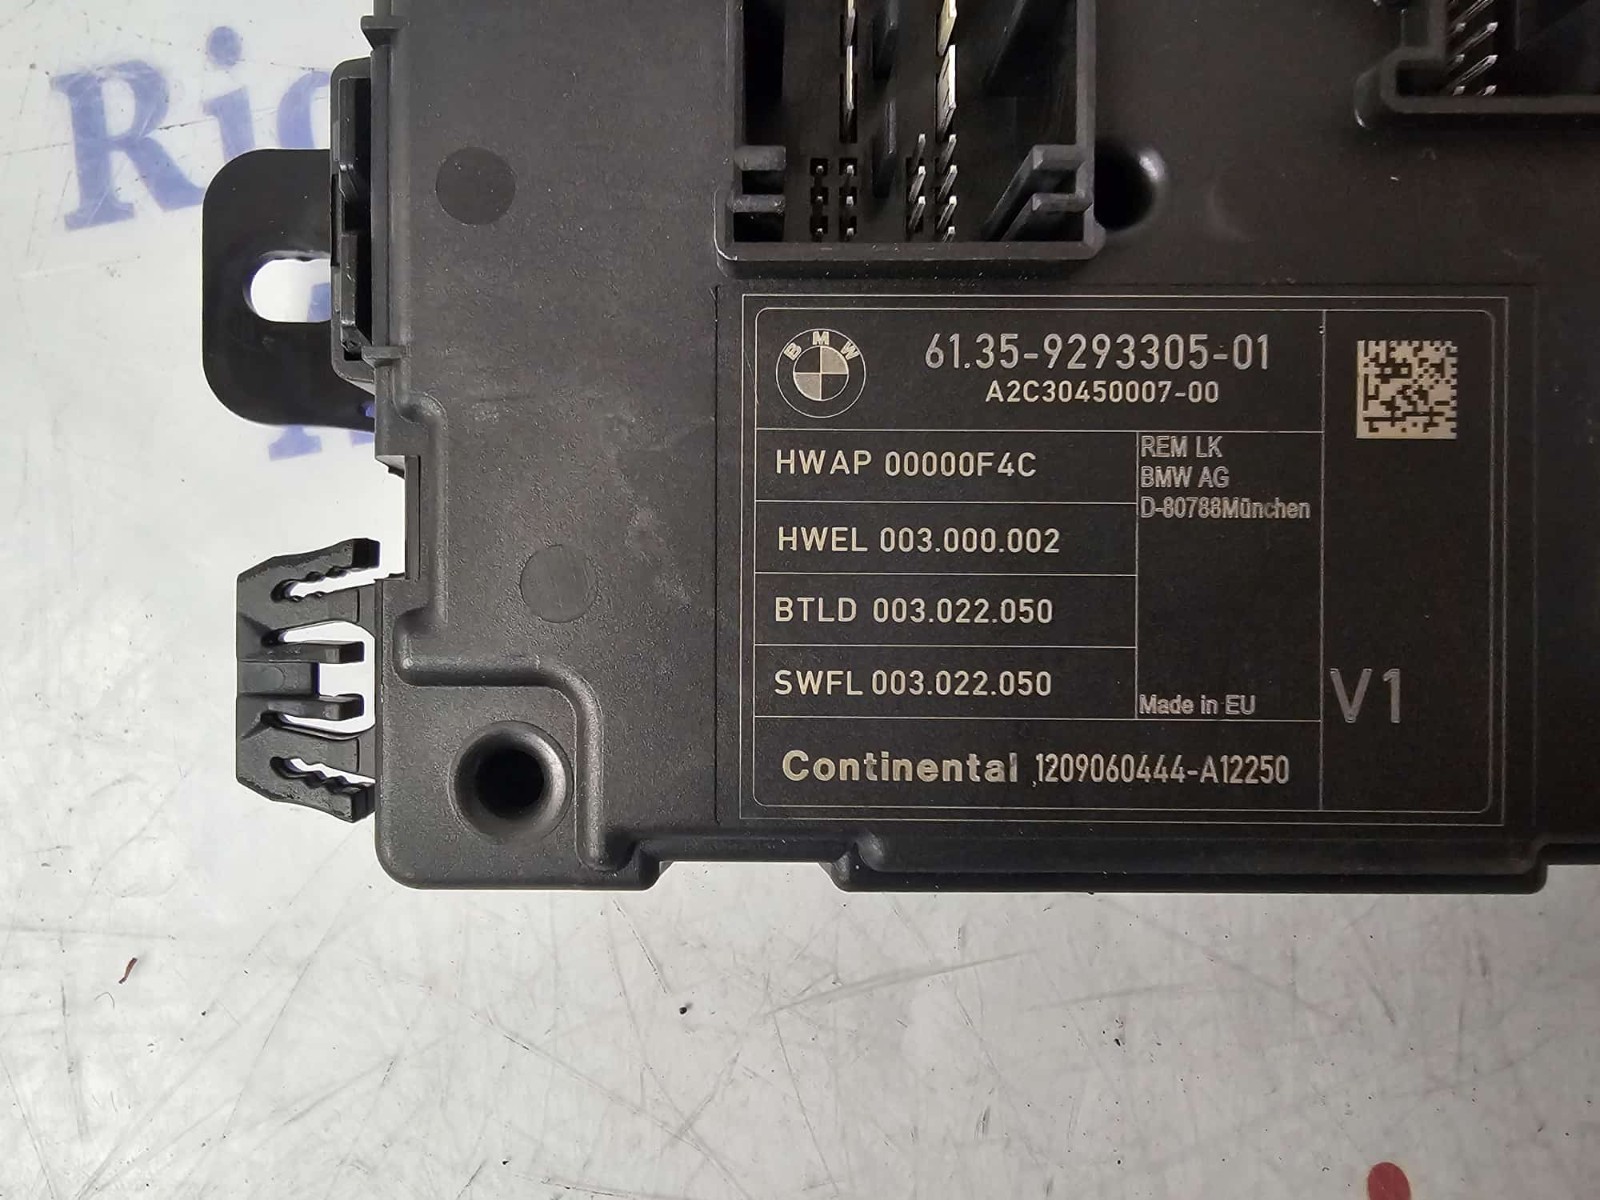 BMW
61.35-9293305-01
A2C30450007-00
HWAP 00000F4C
REM LK
BMW AG
D-80788München
HWEL 003.000.002
BTLD 003.022.050
SWFL 003.022.050
Made in EU
V1
Continental 1209060444-A12250